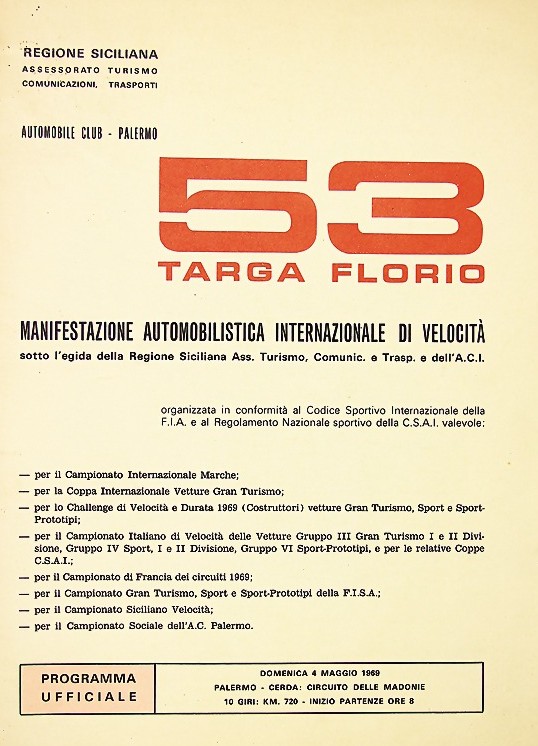 REGIONE SICILIANA
ASSESSORATO TURISMO
COMUNICAZIONI, TRASPORTI
AUTOMOBILE CLUB - PALERMO
53
TARGA FLORIO
MANIFESTAZIONE AUTOMOBILISTICA INTERNAZIONALE DI VELOCITÀ
sotto l'egida della Regione Siciliana Ass. Turismo, Comunic. e Trasp. e dell'A.C.I.
organizzata in conformità al Codice Sportivo Internazionale della
F.I.A. e al Regolamento Nazionale sportivo della C.S.A.I. valevole:
— per il Campionato Internazionale Marche;
— per la Coppa Internazionale Vetture Gran Turismo;
— per lo Challenge di Velocità e Durata 1969 (Costruttori) vetture Gran Turismo, Sport e Sport-
Prototipi;
— per il Campionato Italiano di Velocità delle Vetture Gruppo III Gran Turismo I e II Divi-
sione, Gruppo IV Sport, I e II Divisione, Gruppo VI Sport-Prototipi, e per le relative Coppe
C.S.A.I.;
— per il Campionato di Francia dei circuiti 1969;
— per il Campionato Gran Turismo, Sport e Sport-Prototipi della F.I.S.A.;
— per il Campionato Siciliano Velocità;
— per il Campionato Sociale dell'A.C. Palermo.
PROGRAMMA
UFFICIALE
DOMENICA 4 MAGGIO 1969
PALERMO - CERDA: CIRCUITO DELLE MADONIE
10 GIRI: KM. 720 - INIZIO PARTENZE ORE 8